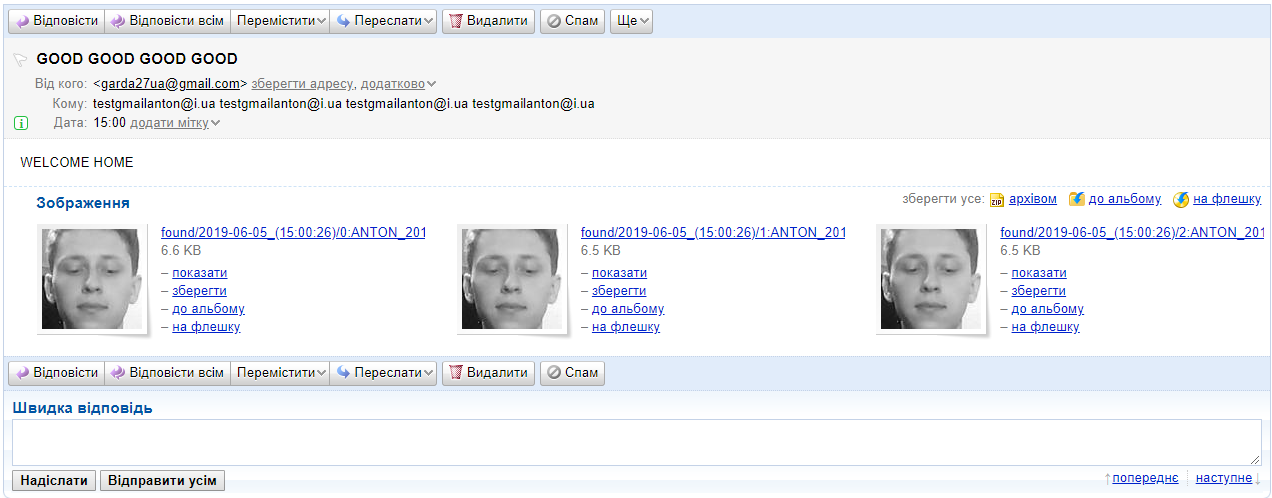 Відповісти Відповісти всім Перемістити Переслати Видалити Спам Ще
GOOD GOOD GOOD GOOD
Від кого: <garda27ua@gmail.com> зберегти адресу, додатково
Кому: testgmailanton@i.ua testgmailanton@i.ua testgmailanton@i.ua testgmailanton@i.ua
Дата: 15:00 додати мітку
WELCOME HOME
Зображення зберегти усе: ZIP архівом до альбому на флешку
found/2019-06-05_(15:00:26)/0:ANTON_201 found/2019-06-05_(15:00:26)/1:ANTON_201 found/2019-06-05_(15:00:26)/2:ANTON_201
6.6 KB 6.5 KB 6.5 KB
– показати – показати – показати
– зберегти – зберегти – зберегти
– до альбому – до альбому – до альбому
– на флешку – на флешку – на флешку
Відповісти Відповісти всім Перемістити Переслати Видалити Спам
Швидка відповідь
Надіслати Відправити усім ↑попереднє наступне↓